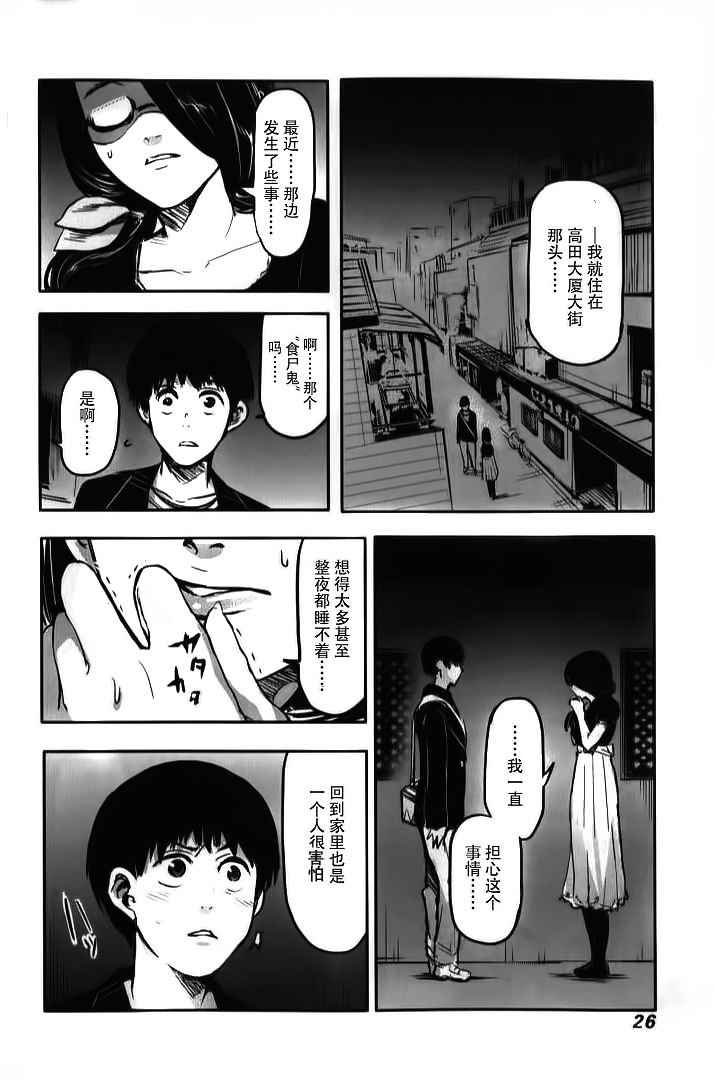 —我就住在
高田大厦大街
那头……
最近……那边
发生了些事……
啊……那个
“食尸鬼”
吗……
是啊……
……我一直
担心这个
事情……
想得太多甚至
整夜都睡不着……
カタカタ
回到家里也是
一个人很害怕
26